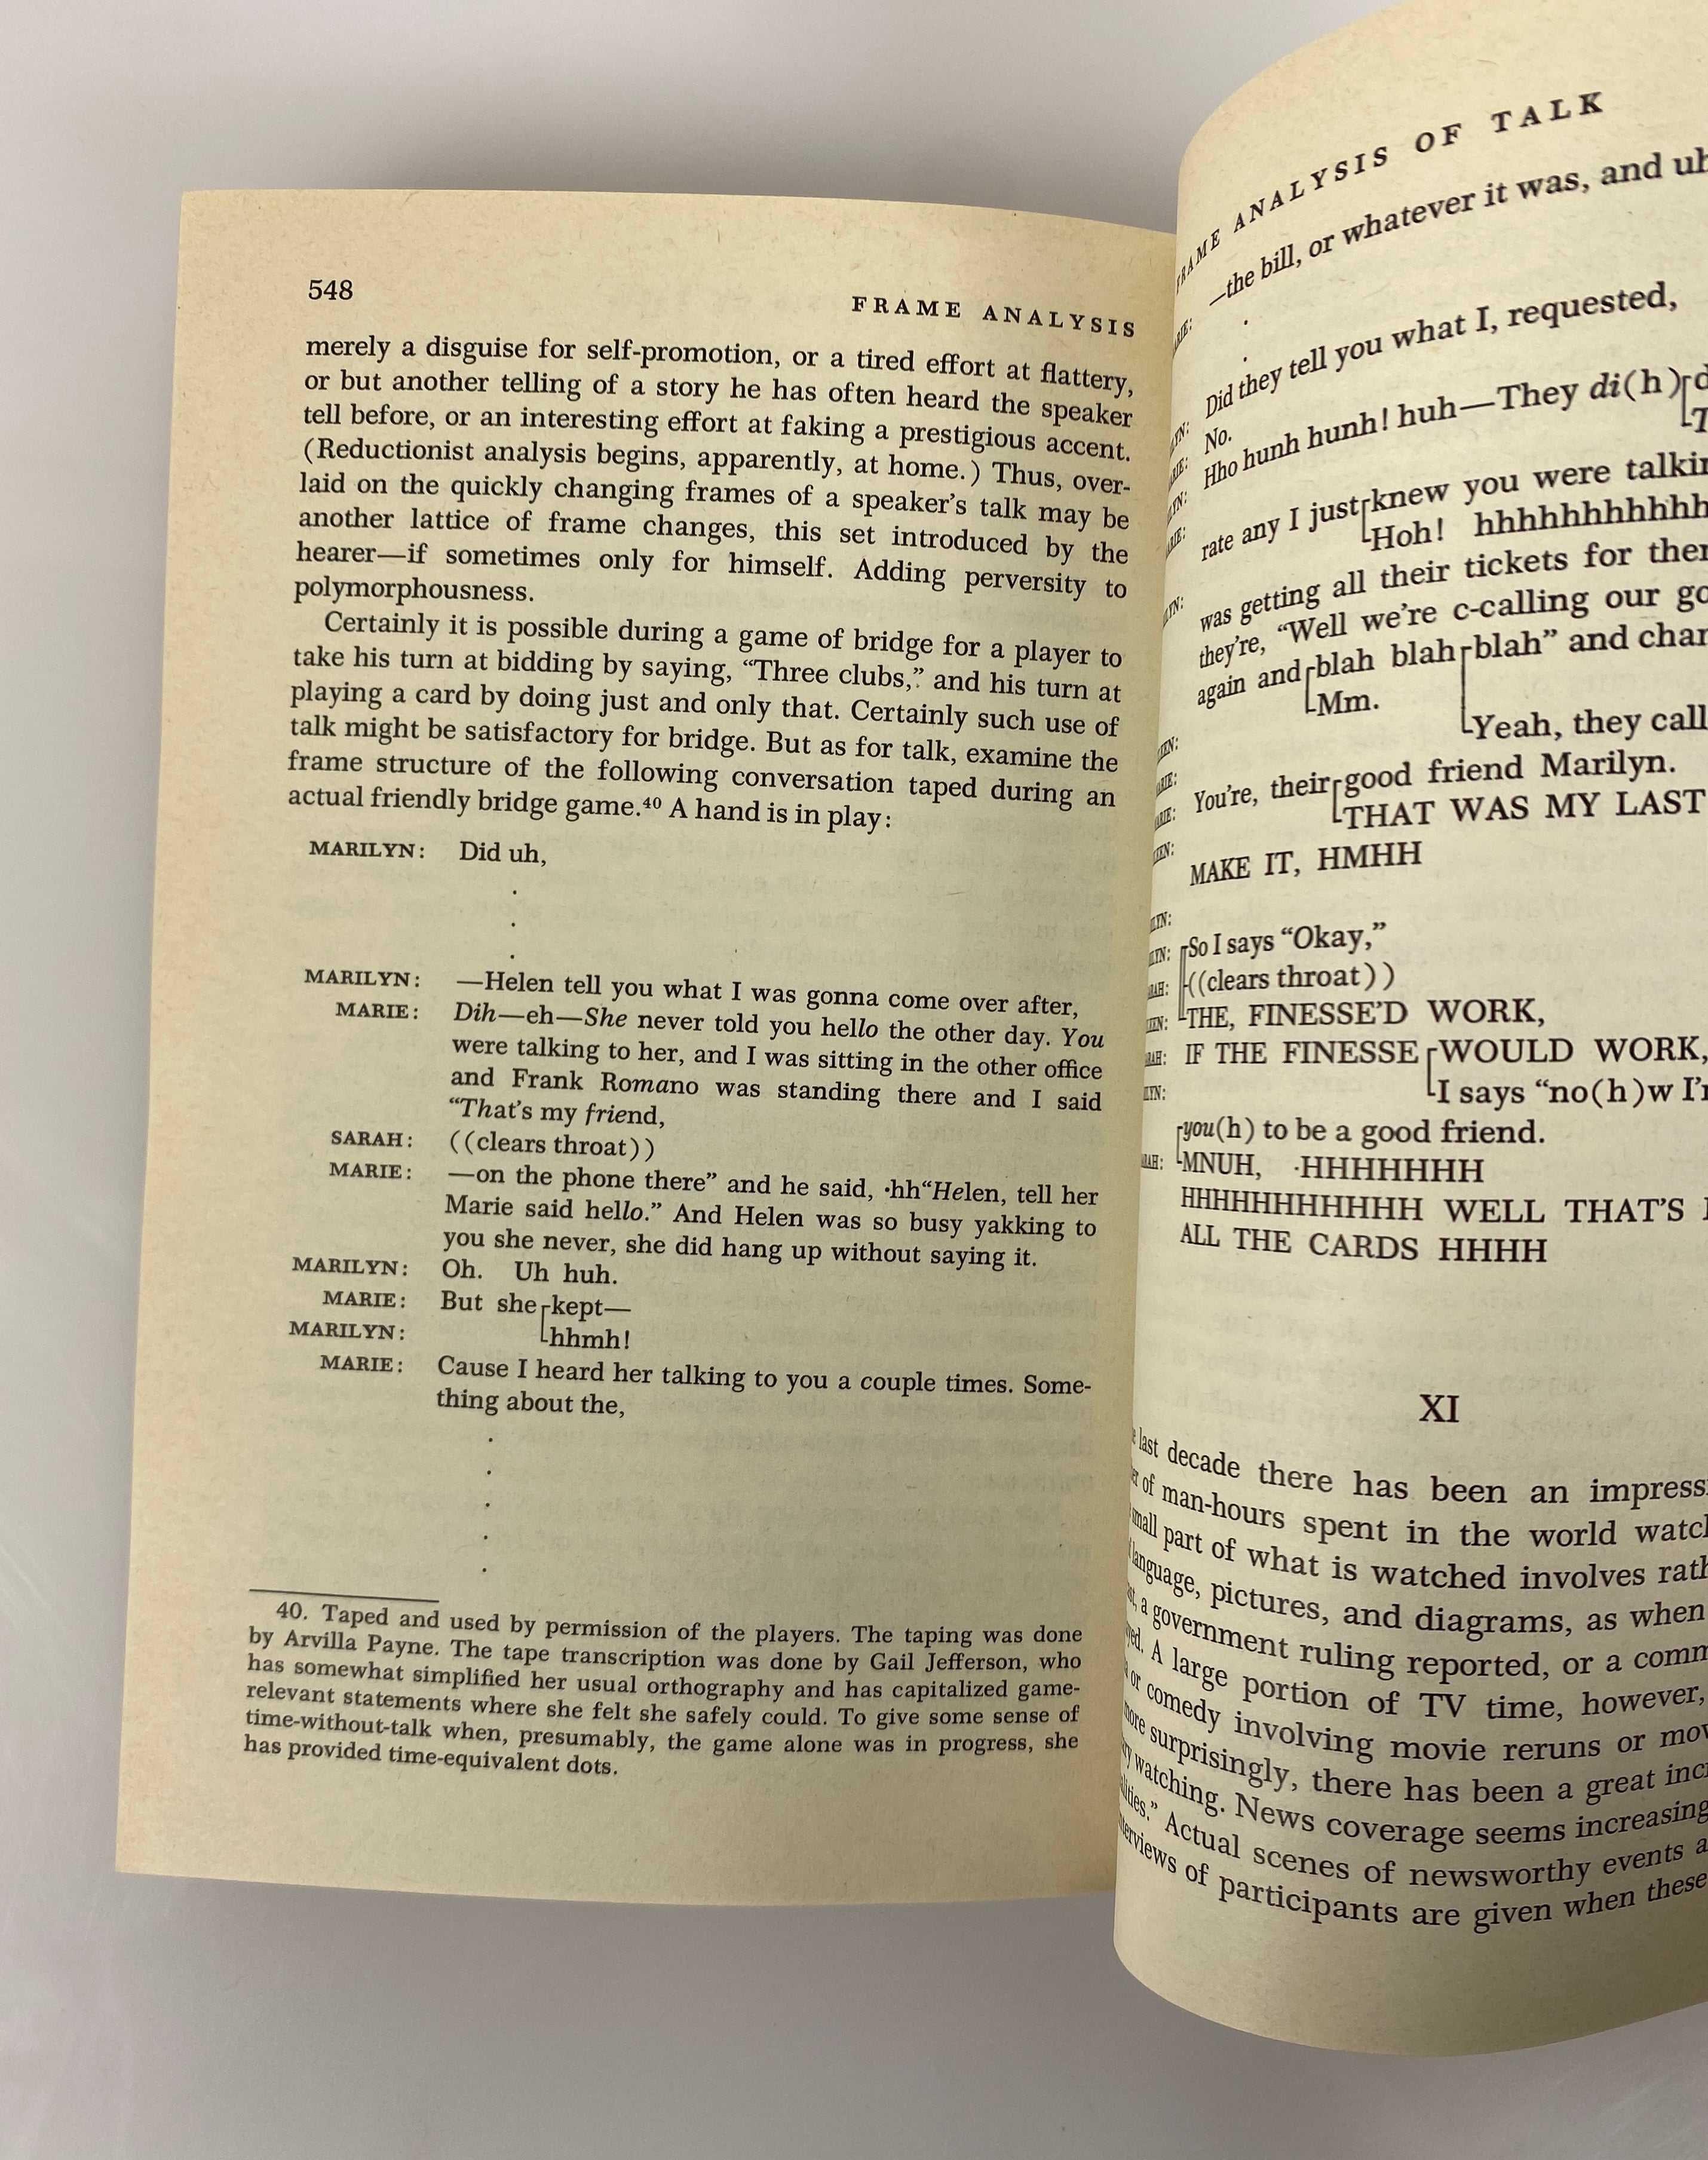 548
FRAME ANALYSIS
merely a disguise for self-promotion, or a tired effort at flattery,
or but another telling of a story he has often heard the speaker
tell before, or an interesting effort at faking a prestigious accent.
(Reductionist analysis begins, apparently, at home.) Thus, over-
laid on the quickly changing frames of a speaker's talk may be
another lattice of frame changes, this set introduced by the
hearer—if sometimes only for himself. Adding perversity to
polymorphousness.
Certainly it is possible during a game of bridge for a player to
take his turn at bidding by saying, “Three clubs,” and his turn at
playing a card by doing just and only that. Certainly such use of
talk might be satisfactory for bridge. But as for talk, examine the
frame structure of the following conversation taped during an
actual friendly bridge game.⁴⁰ A hand is in play:
MARILYN: Did uh,
.
.
.
MARILYN: —Helen tell you what I was gonna come over after,
MARIE: Dih—eh—She never told you hello the other day. You
were talking to her, and I was sitting in the other office
and Frank Romano was standing there and I said
“That's my friend,
SARAH: ((clears throat))
MARIE: —on the phone there” and he said, ·hh“Helen, tell her
Marie said hello.” And Helen was so busy yakking to
you she never, she did hang up without saying it.
MARILYN: Oh. Uh huh.
MARIE: But she [kept—
MARILYN: [hhmh!
MARIE: Cause I heard her talking to you a couple times. Some-
thing about the,
.
.
.
.
.
40. Taped and used by permission of the players. The taping was done
by Arvilla Payne. The tape transcription was done by Gail Jefferson, who
has somewhat simplified her usual orthography and has capitalized game-
relevant statements where she felt she safely could. To give some sense of
time-without-talk when, presumably, the game alone was in progress, she
has provided time-equivalent dots.
FRAME ANALYSIS OF TALK
—the bill, or whatever it was, and uh
.
.
Did they tell you what I, requested,
No.
Hho hunh hunh! huh—They di(h)[
rate any I just [knew you were
[Hoh! hhhhhhhhhhh
was getting all their tickets for
they're, “Well we're c-calling our
again and [blah blah [blah” and
[Mm.
[Yeah, they
You're, their [good friend Marilyn.
[THAT WAS MY LAST
MAKE IT, HMHH
[So I says “Okay,”
[((clears throat))
[THE, FINESSE'D WORK,
IF THE FINESSE [WOULD WORK,
[I says “no(h)w
[you(h) to be a good friend.
[MNUH, ·HHHHHHH
HHHHHHHHHHH WELL THAT'S
ALL THE CARDS HHHH
XI
last decade there has been an
of man-hours spent in the world
small part of what is watched involves
language, pictures, and diagrams, as when
a government ruling reported, or a
A large portion of TV time, however,
or comedy involving movie reruns or
more surprisingly, there has been a great
watching. News coverage seems
Actual scenes of newsworthy events
of participants are given when these